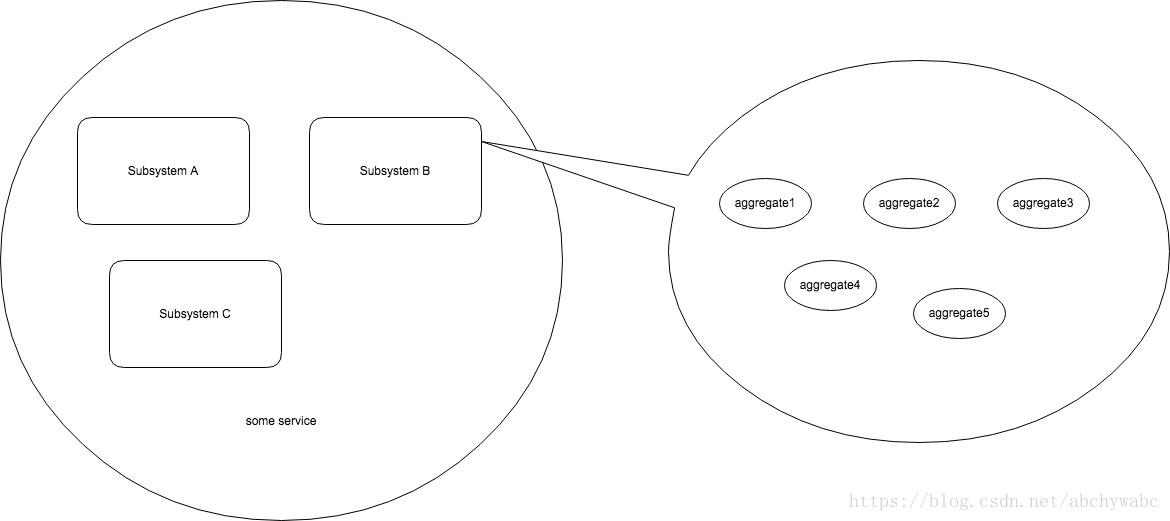 Subsystem A
Subsystem B
Subsystem C
some service
aggregate1
aggregate2
aggregate3
aggregate4
aggregate5
https://blog.csdn.net/abchywabc